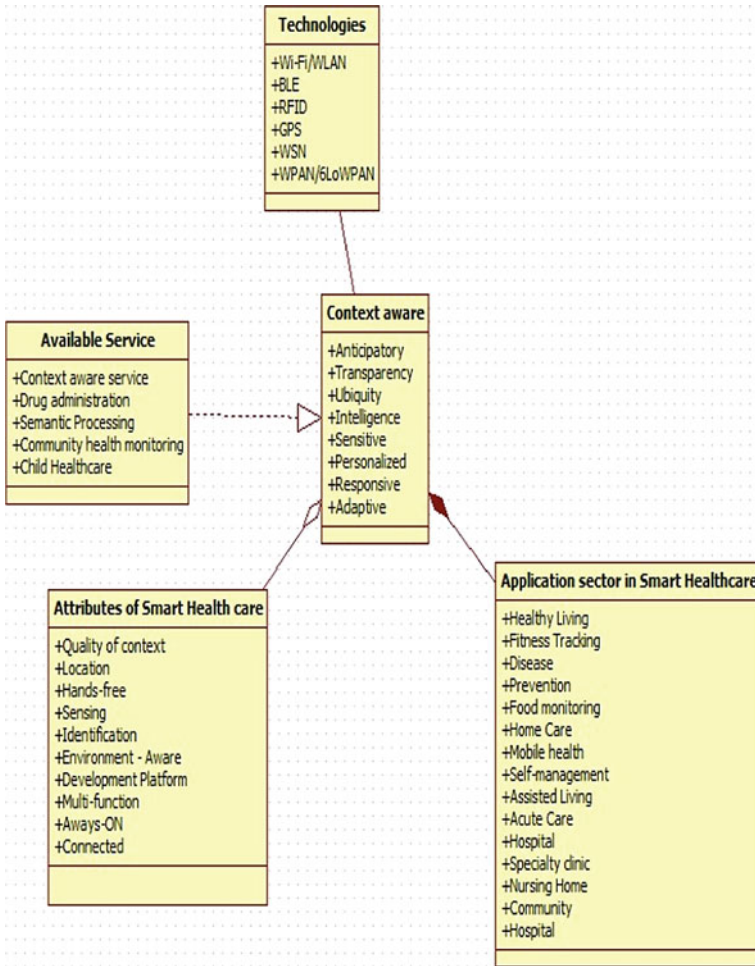 Technologies
+Wi-Fi/WLAN
+BLE
+RFID
+GPS
+WSN
+WPAN/6LoWPAN
Context aware
+Anticipatory
+Transparency
+Ubiquity
+Intelligence
+Sensitive
+Personalized
+Responsive
+Adaptive
Available Service
+Context aware service
+Drug administration
+Semantic Processing
+Community health monitoring
+Child Healthcare
Attributes of Smart Health care
+Quality of context
+Location
+Hands-free
+Sensing
+Identification
+Environment - Aware
+Development Platform
+Multi-function
+Aways-ON
+Connected
Application sector in Smart Healthcare
+Healthy Living
+Fitness Tracking
+Disease
+Prevention
+Food monitoring
+Home Care
+Mobile health
+Self-management
+Assisted Living
+Acute Care
+Hospital
+Specialty clinic
+Nursing Home
+Community
+Hospital